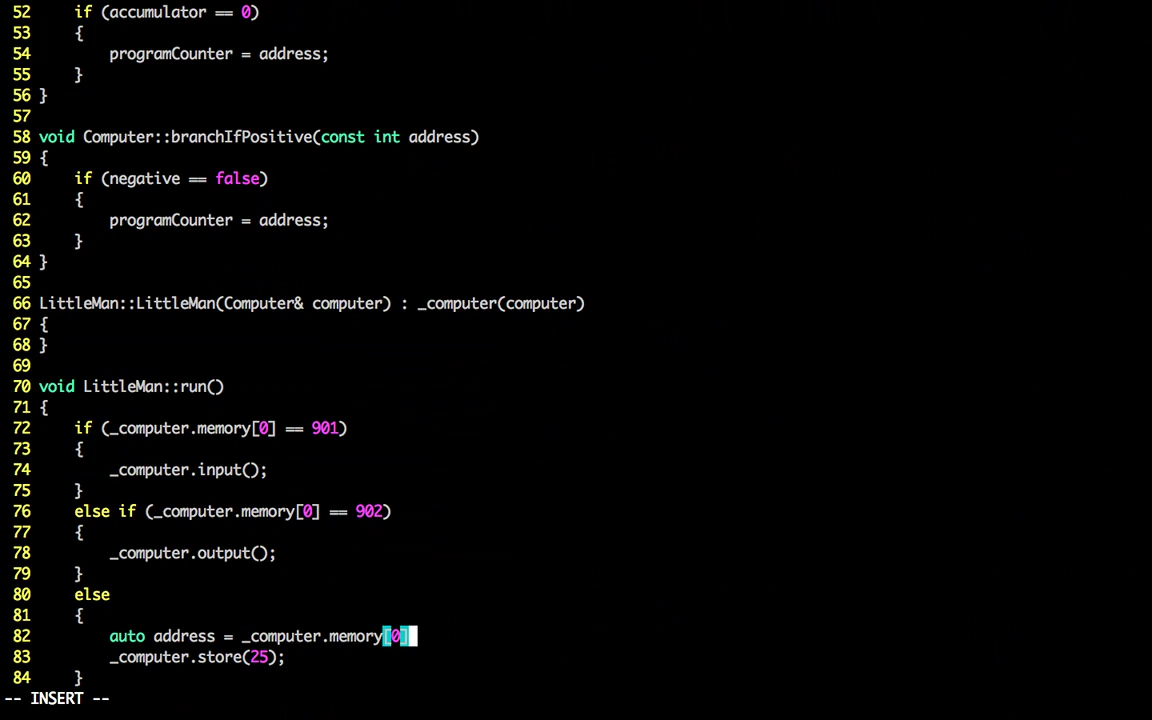 52 if (accumulator == 0)
53 {
54 programCounter = address;
55 }
56 }
57
58 void Computer::branchIfPositive(const int address)
59 {
60 if (negative == false)
61 {
62 programCounter = address;
63 }
64 }
65
66 LittleMan::LittleMan(Computer& computer) : _computer(computer)
67 {
68 }
69
70 void LittleMan::run()
71 {
72 if (_computer.memory[0] == 901)
73 {
74 _computer.input();
75 }
76 else if (_computer.memory[0] == 902)
77 {
78 _computer.output();
79 }
80 else
81 {
82 auto address = _computer.memory[0]
83 _computer.store(25);
84 }
-- INSERT --